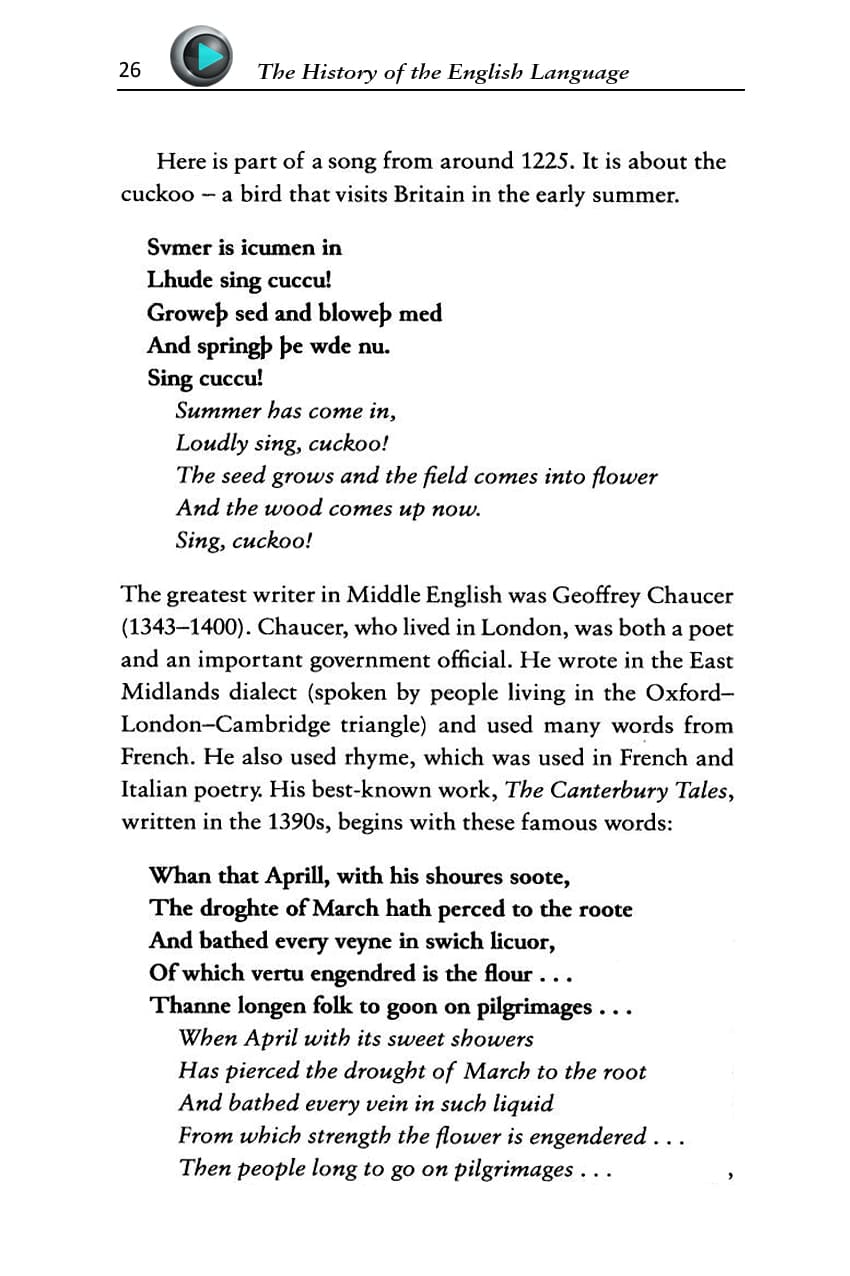 26 The History of the English Language
Here is part of a song from around 1225. It is about the
cuckoo – a bird that visits Britain in the early summer.
Svmer is icumen in
Lhude sing cuccu!
Groweþ sed and bloweþ med
And springþ þe wde nu.
Sing cuccu!
Summer has come in,
Loudly sing, cuckoo!
The seed grows and the field comes into flower
And the wood comes up now.
Sing, cuckoo!
The greatest writer in Middle English was Geoffrey Chaucer
(1343–1400). Chaucer, who lived in London, was both a poet
and an important government official. He wrote in the East
Midlands dialect (spoken by people living in the Oxford–
London–Cambridge triangle) and used many words from
French. He also used rhyme, which was used in French and
Italian poetry. His best-known work, The Canterbury Tales,
written in the 1390s, begins with these famous words:
Whan that Aprill, with his shoures soote,
The droghte of March hath perced to the roote
And bathed every veyne in swich licuor,
Of which vertu engendred is the flour . . .
Thanne longen folk to goon on pilgrimages . . .
When April with its sweet showers
Has pierced the drought of March to the root
And bathed every vein in such liquid
From which strength the flower is engendered . . .
Then people long to go on pilgrimages . . . ,